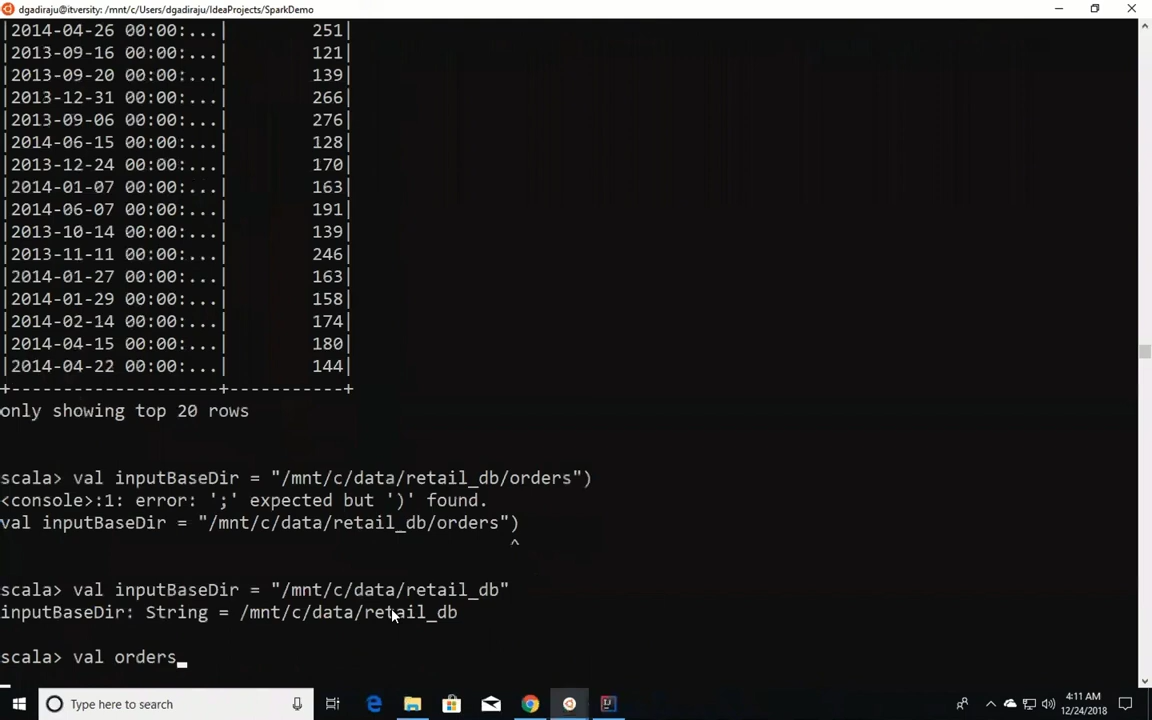 dgadiraju@itversity: /mnt/c/Users/dgadiraju/IdeaProjects/SparkDemo
|2014-04-26 00:00:...|        251|
|2013-09-16 00:00:...|        121|
|2013-09-20 00:00:...|        139|
|2013-12-31 00:00:...|        266|
|2013-09-06 00:00:...|        276|
|2014-06-15 00:00:...|        128|
|2013-12-24 00:00:...|        170|
|2014-01-07 00:00:...|        163|
|2014-06-07 00:00:...|        191|
|2013-10-14 00:00:...|        139|
|2013-11-11 00:00:...|        246|
|2014-01-27 00:00:...|        163|
|2014-01-29 00:00:...|        158|
|2014-02-14 00:00:...|        174|
|2014-04-15 00:00:...|        180|
|2014-04-22 00:00:...|        144|
+--------------------+-----------+
only showing top 20 rows
scala> val inputBaseDir = "/mnt/c/data/retail_db/orders")
<console>:1: error: ';' expected but ')' found.
val inputBaseDir = "/mnt/c/data/retail_db/orders")
^
scala> val inputBaseDir = "/mnt/c/data/retail_db"
inputBaseDir: String = /mnt/c/data/retail_db
scala> val orders
Type here to search
4:11 AM
12/24/2018